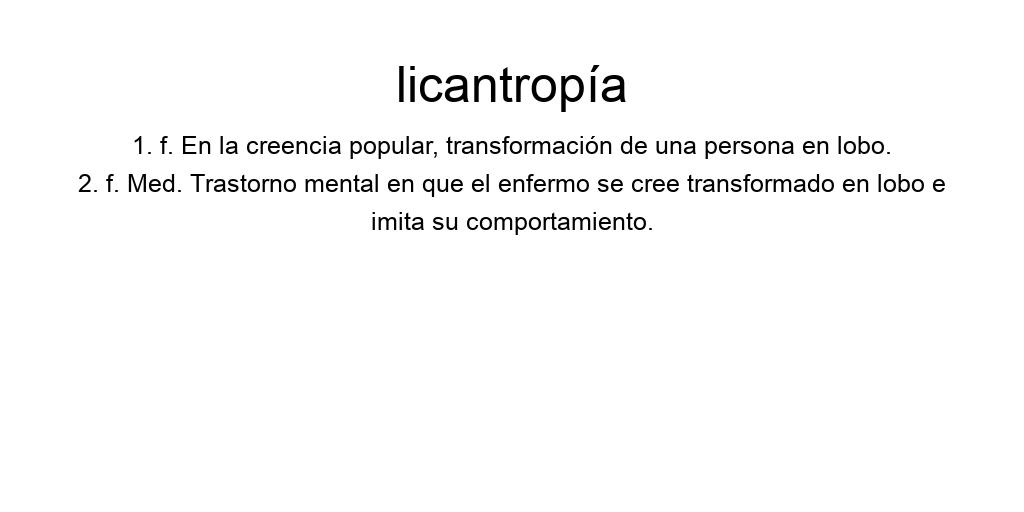 licantropía
1. f. En la creencia popular, transformación de una persona en lobo.
2. f. Med. Trastorno mental en que el enfermo se cree transformado en lobo e
imita su comportamiento.